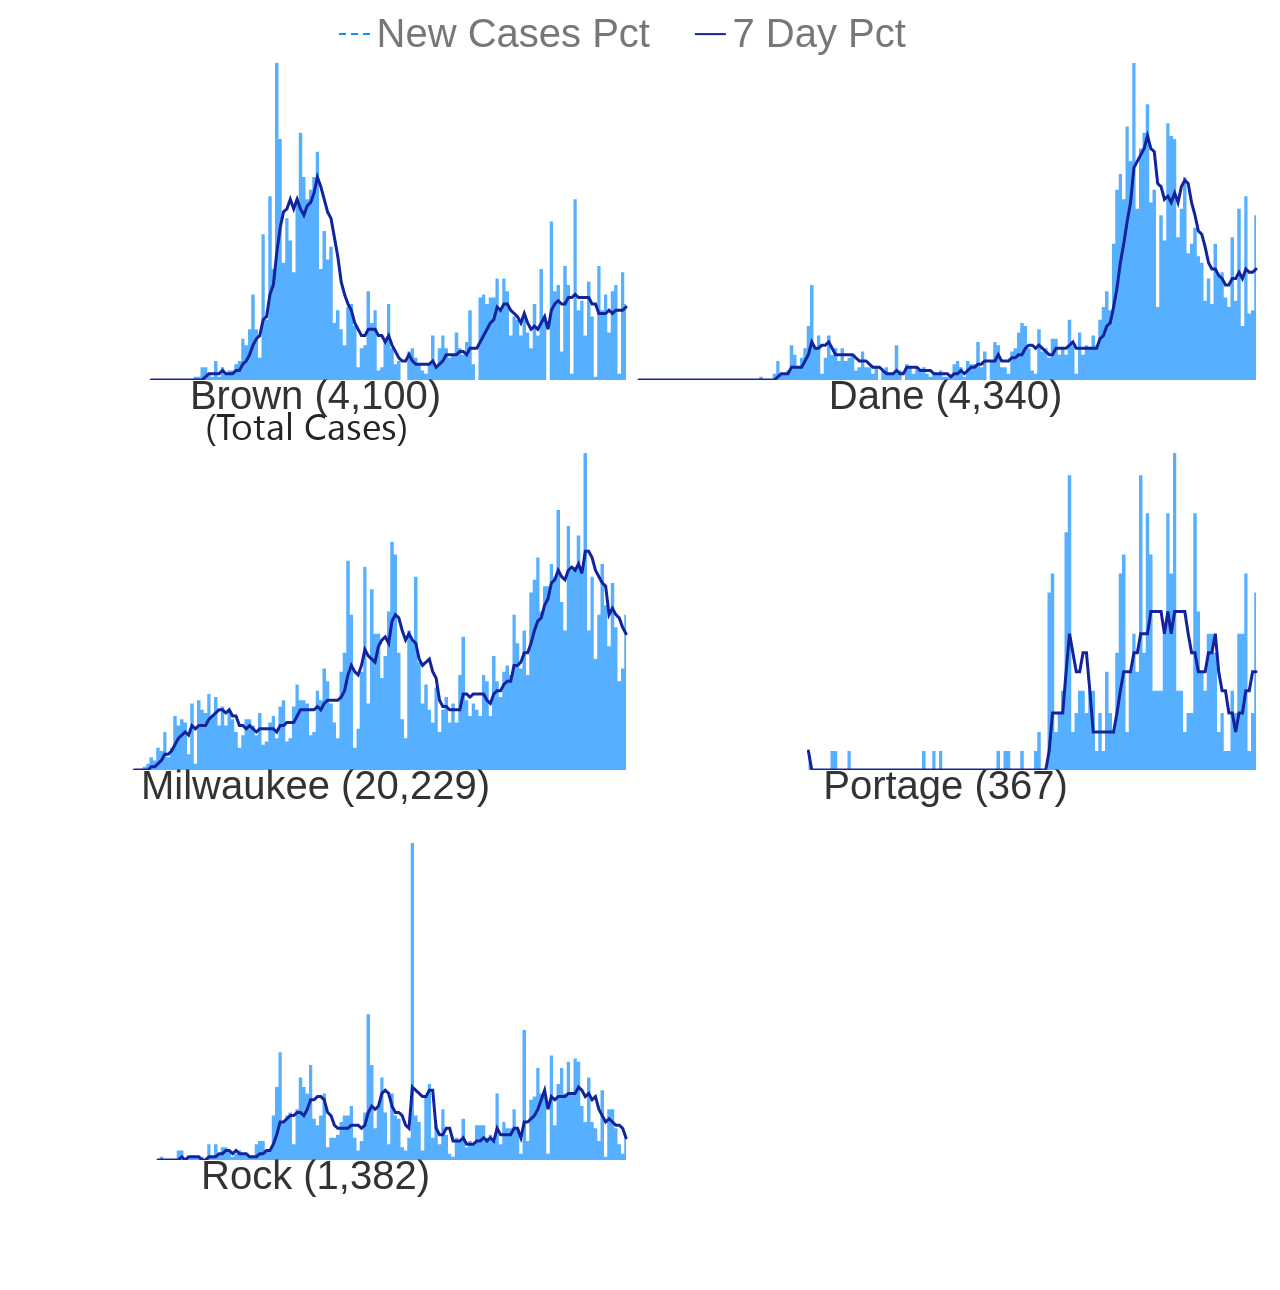 New Cases Pct 7 Day Pct
Brown (4,100)
(Total Cases)
Dane (4,340)
Milwaukee (20,229)
Portage (367)
Rock (1,382)